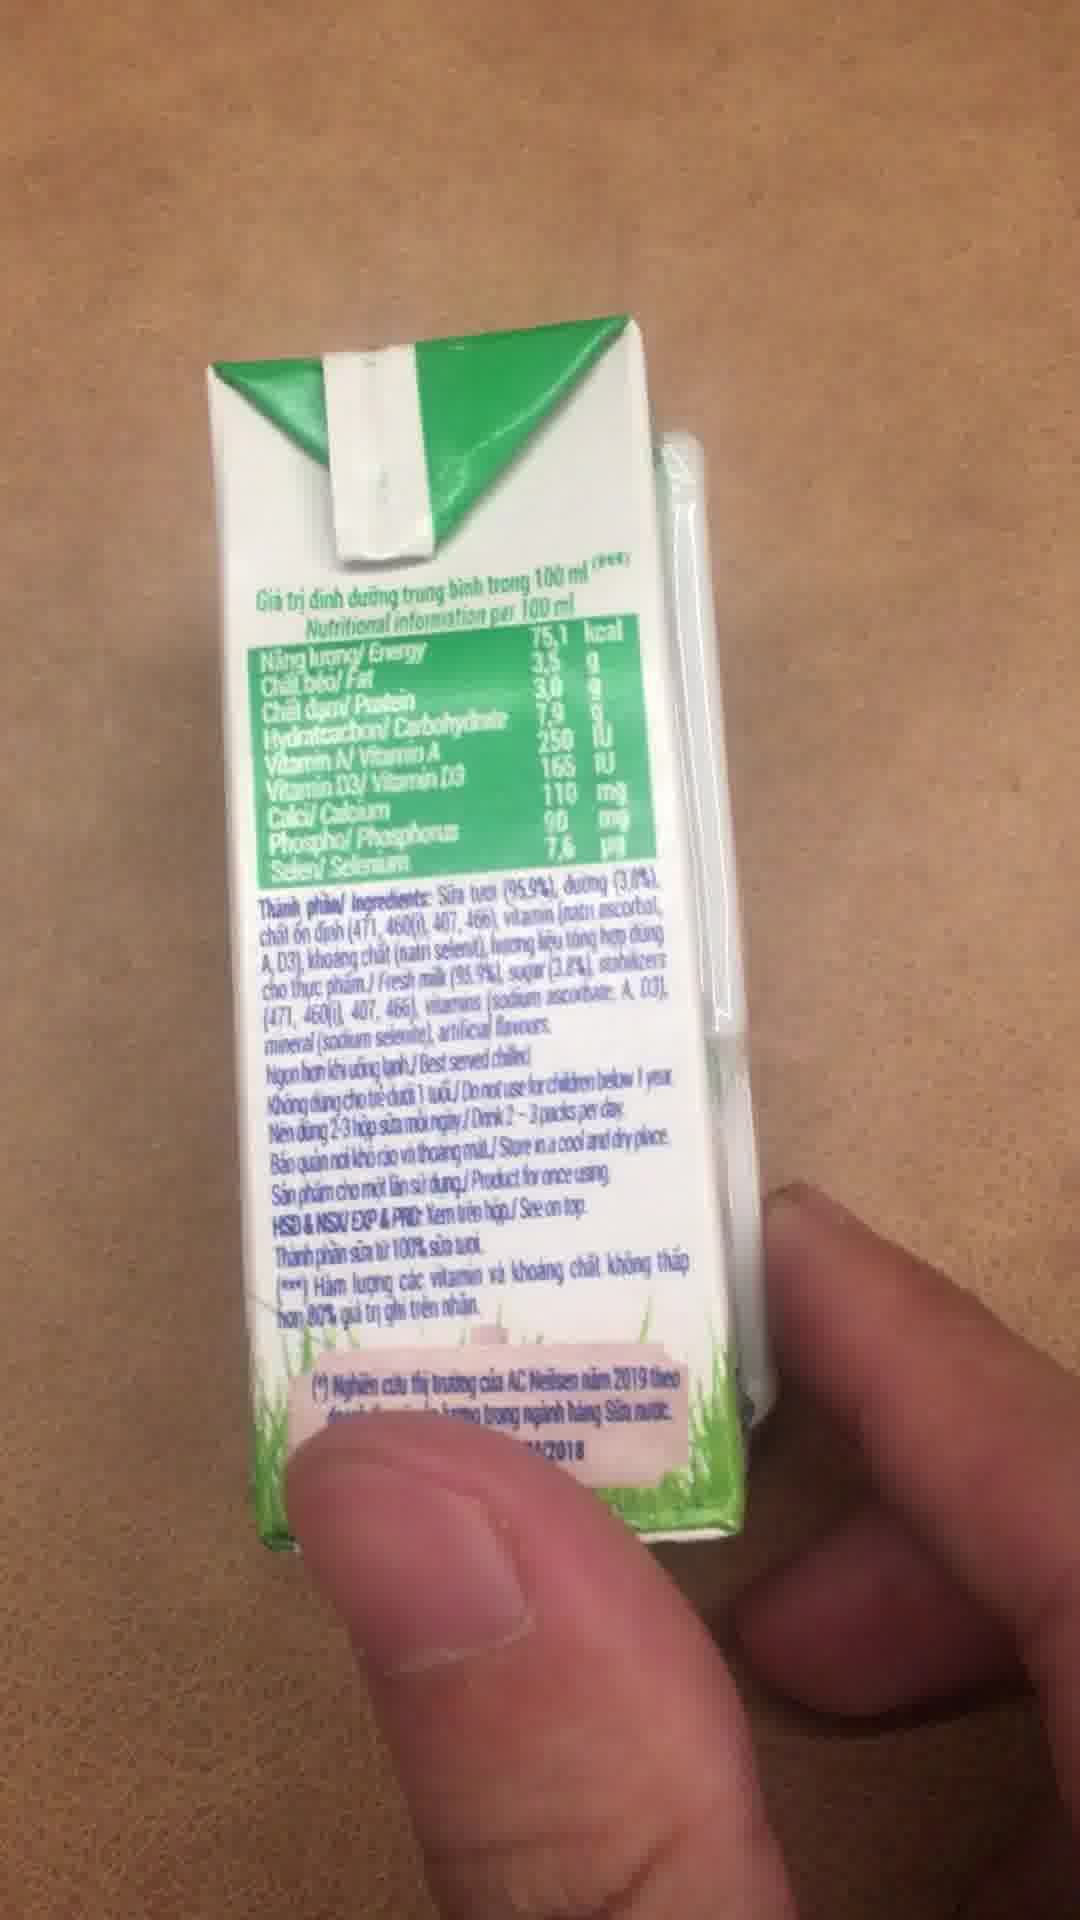 Giá trị dinh dưỡng trung bình trong 100 ml (***)
Nutritional information per 100 ml
Năng lượng/ Energy 75,1 kcal
Chất béo/ Fat 3,5 g
Chất đạm/ Protein 3,0 g
Hydratcacbon/ Carbohydrate 7,9 g
Vitamin A/ Vitamin A 250 IU
Vitamin D3/ Vitamin D3 165 IU
Calci/ Calcium 110 mg
Phospho/ Phosphorus 90 mg
Selen/ Selenium 7,6 µg
Thành phần/ Ingredients: Sữa tươi (95.9%), đường (3,8%),
chất ổn định (471, 460(i), 407, 466), vitamin (natri ascorbat,
A, D3), khoáng chất (natri selenit), hương liệu tổng hợp dùng
cho thực phẩm./ Fresh milk (95.9%), sugar (3.8%), stabilizers
(471, 460(i), 407, 466), vitamins (sodium ascorbate, A, D3),
mineral (sodium selenite), artificial flavours.
Ngon hơn khi uống lạnh./ Best served chilled.
Không dùng cho trẻ dưới 1 tuổi./ Do not use for children below 1 year.
Nên dùng 2-3 hộp sữa mỗi ngày./ Drink 2 - 3 packs per day.
Bảo quản nơi khô ráo và thoáng mát./ Store in a cool and dry place.
Sản phẩm cho một lần sử dụng./ Product for once using.
HSD & NSX/ EXP & PRD: Xem trên hộp./ See on top.
Thành phần sữa từ 100% sữa tươi.
(***) Hàm lượng các vitamin và khoáng chất không thấp
hơn 80% giá trị ghi trên nhãn.
(*) Nghiên cứu thị trường của AC Neilsen năm 2019 theo
trong ngành hàng Sữa nước.
/2018